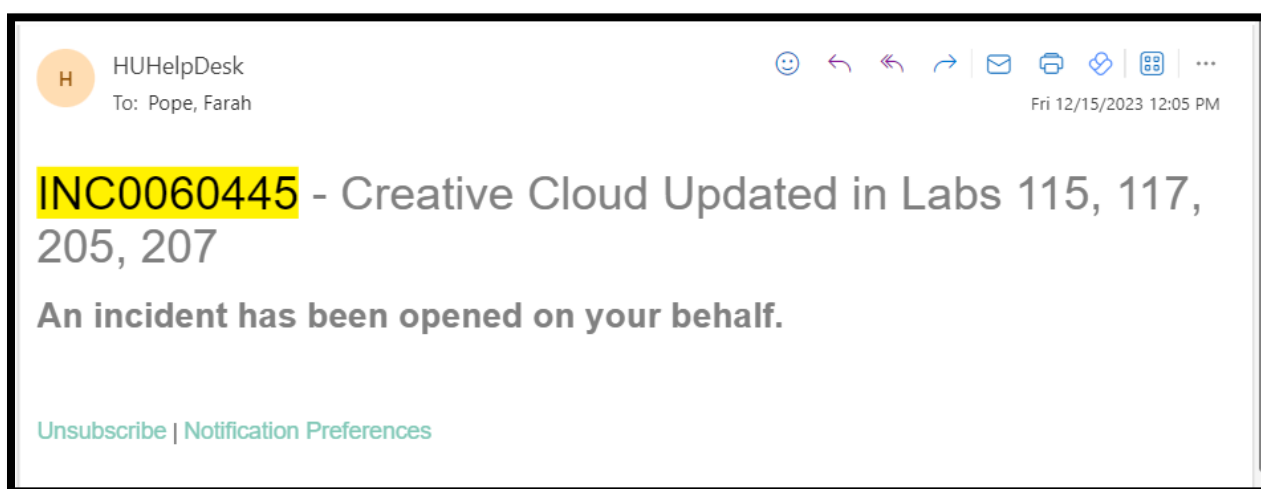 H
HUHelpDesk
To: Pope, Farah
Fri 12/15/2023 12:05 PM
INC0060445 - Creative Cloud Updated in Labs 115, 117,
205, 207
An incident has been opened on your behalf.
Unsubscribe | Notification Preferences